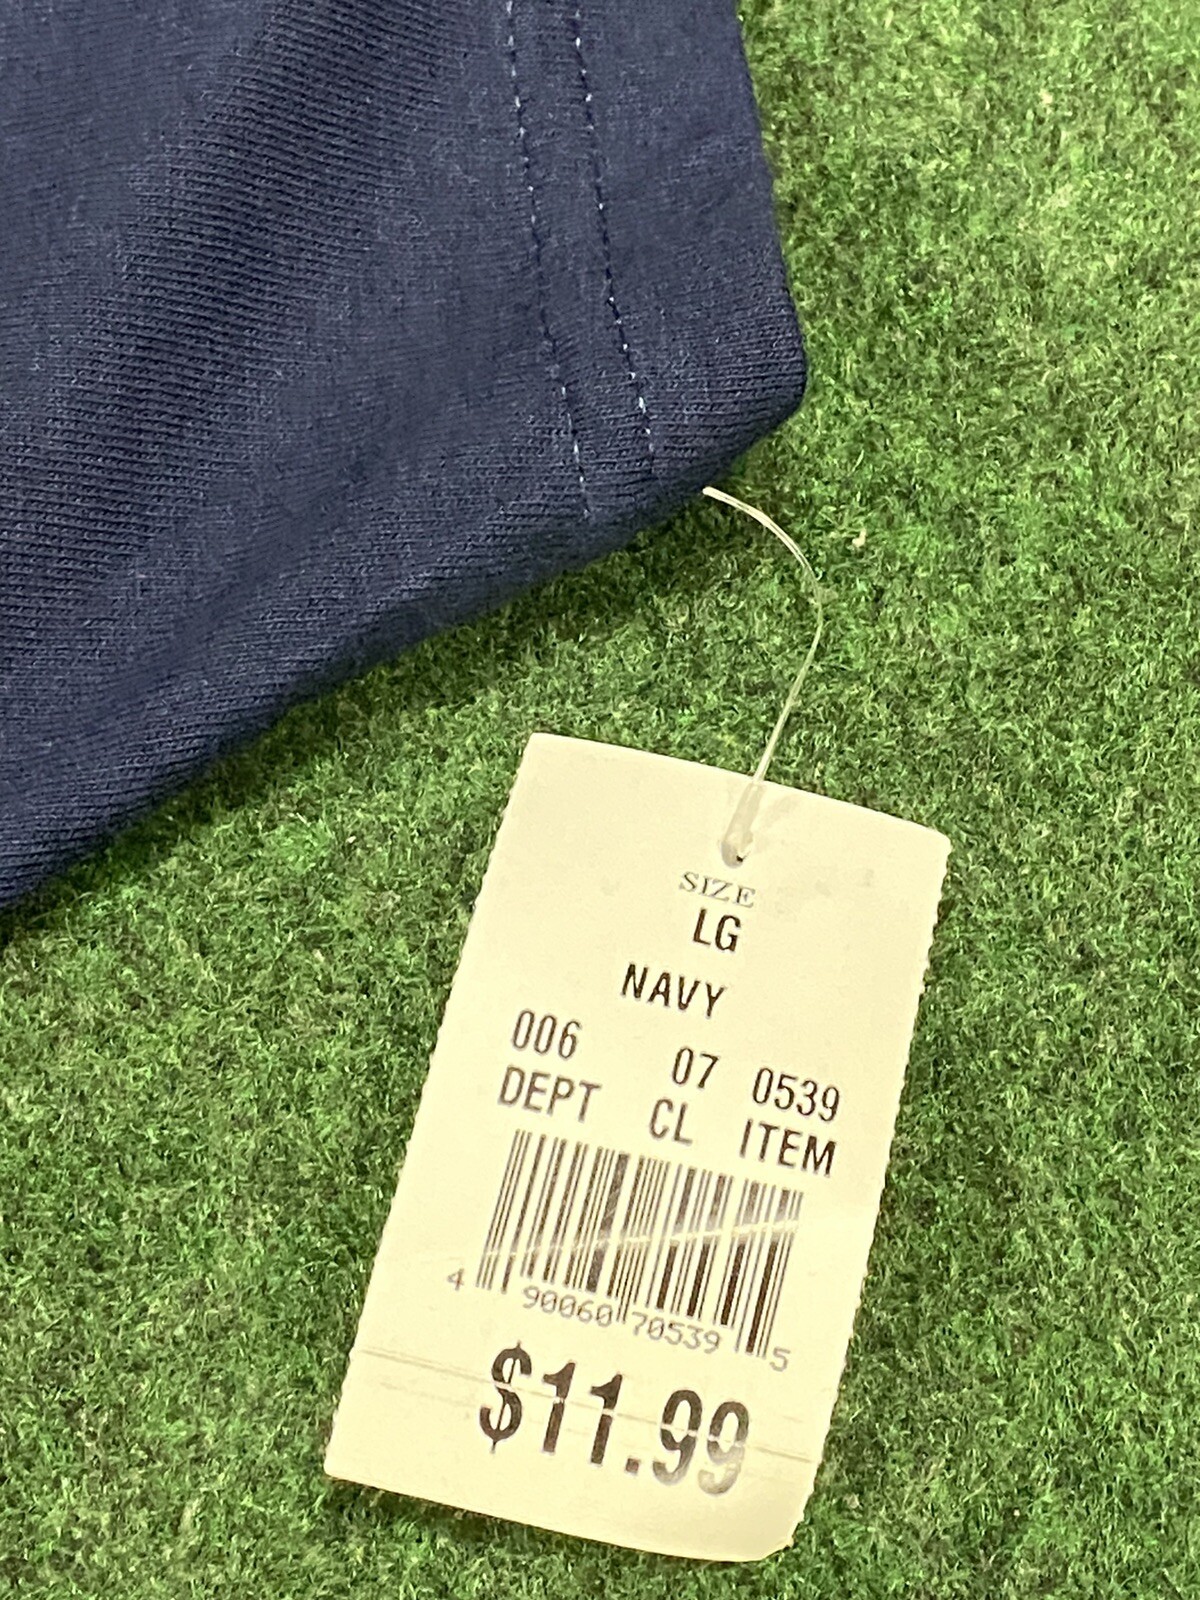 SIZE
LG
NAVY
006 07 0539
DEPT CL ITEM
4 90060 70539 5
$11.99